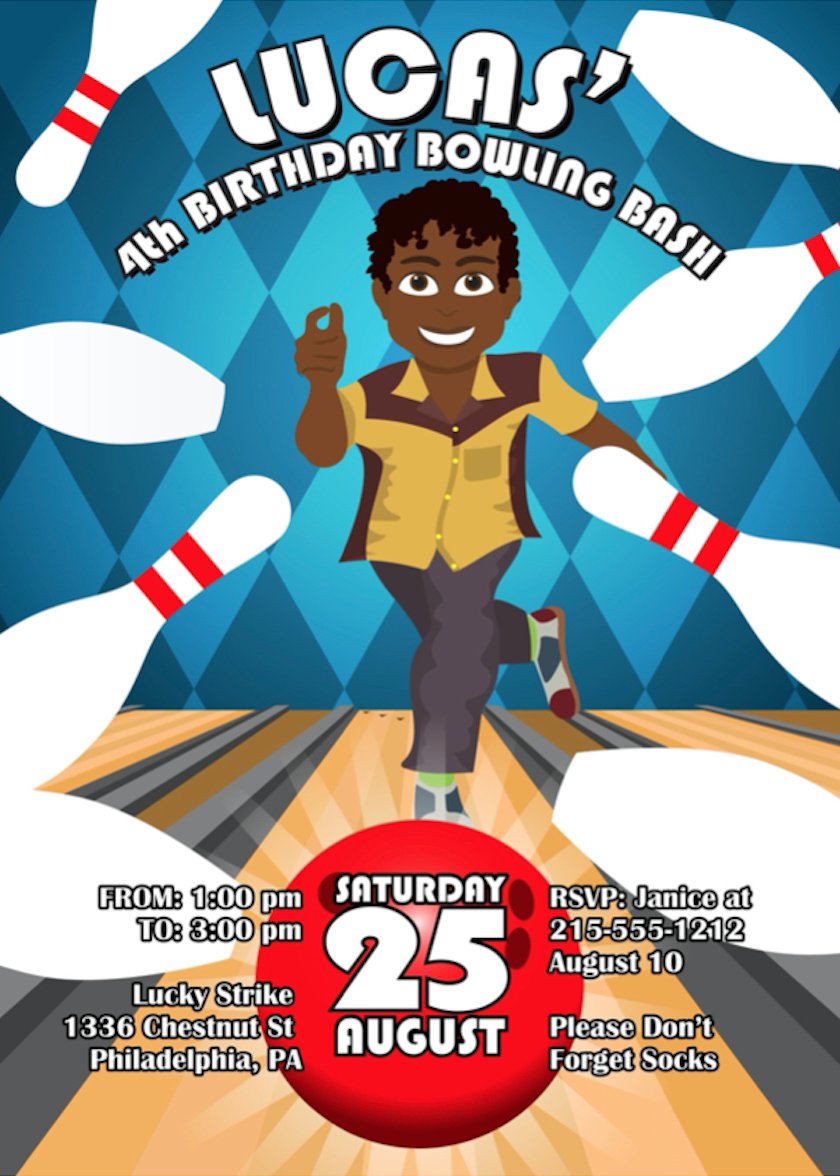 LUCAS'
4th BIRTHDAY BOWLING BASH
SATURDAY
25
AUGUST
FROM: 1:00 pm
TO: 3:00 pm
Lucky Strike
1336 Chestnut St
Philadelphia, PA
RSVP: Janice at
215-555-1212
August 10
Please Don't
Forget Socks